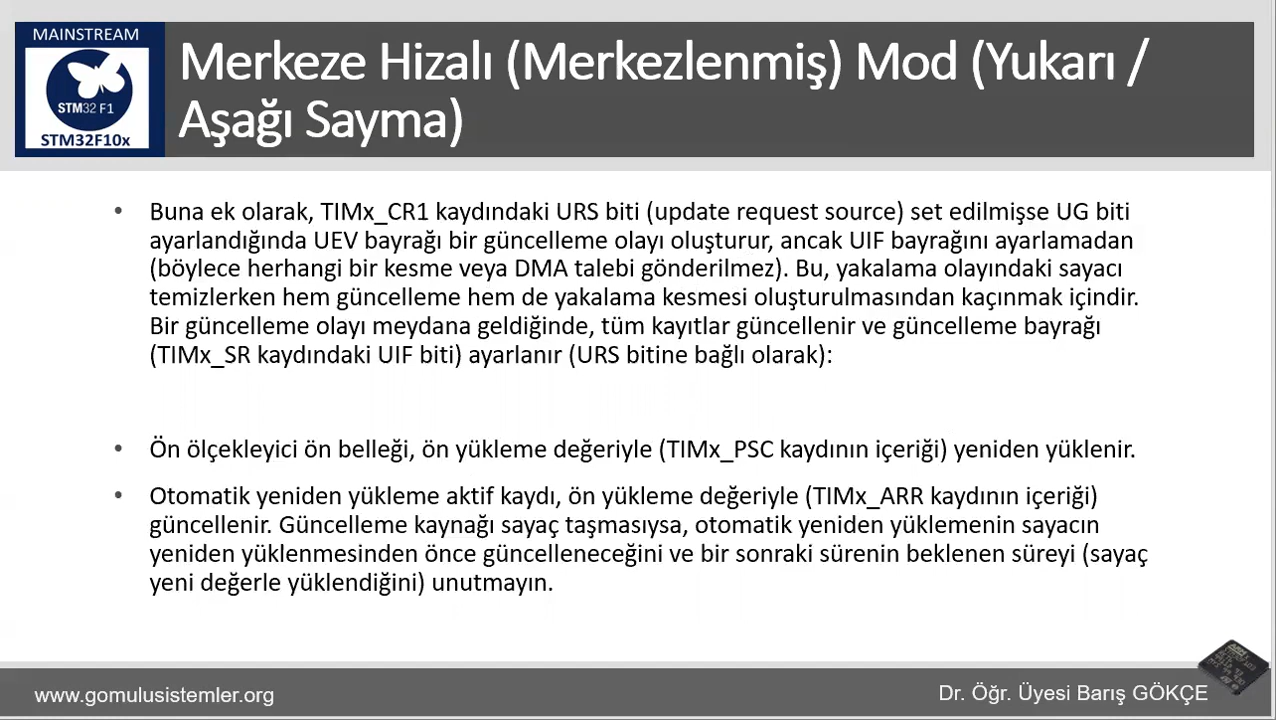 MAINSTREAM
STM32 F1
STM32F10x
Merkeze Hizalı (Merkezlenmiş) Mod (Yukarı /
Aşağı Sayma)
• Buna ek olarak, TIMx_CR1 kaydındaki URS biti (update request source) set edilmişse UG biti
ayarlandığında UEV bayrağı bir güncelleme olayı oluşturur, ancak UIF bayrağını ayarlamadan
(böylece herhangi bir kesme veya DMA talebi gönderilmez). Bu, yakalama olayındaki sayacı
temizlerken hem güncelleme hem de yakalama kesmesi oluşturulmasından kaçınmak içindir.
Bir güncelleme olayı meydana geldiğinde, tüm kayıtlar güncellenir ve güncelleme bayrağı
(TIMx_SR kaydındaki UIF biti) ayarlanır (URS bitine bağlı olarak):
• Ön ölçekleyici ön belleği, ön yükleme değeriyle (TIMx_PSC kaydının içeriği) yeniden yüklenir.
• Otomatik yeniden yükleme aktif kaydı, ön yükleme değeriyle (TIMx_ARR kaydının içeriği)
güncellenir. Güncelleme kaynağı sayaç taşmasıysa, otomatik yeniden yüklemenin sayacın
yeniden yüklenmesinden önce güncelleneceğini ve bir sonraki sürenin beklenen süreyi (sayaç
yeni değerle yüklendiğini) unutmayın.
www.gomulusistemler.org
Dr. Öğr. Üyesi Barış GÖKÇE